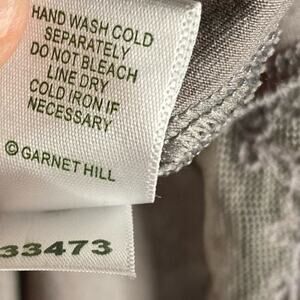 HAND WASH COLD
SEPARATELY
DO NOT BLEACH
LINE DRY
COLD IRON IF
NECESSARY
© GARNET HILL
33473